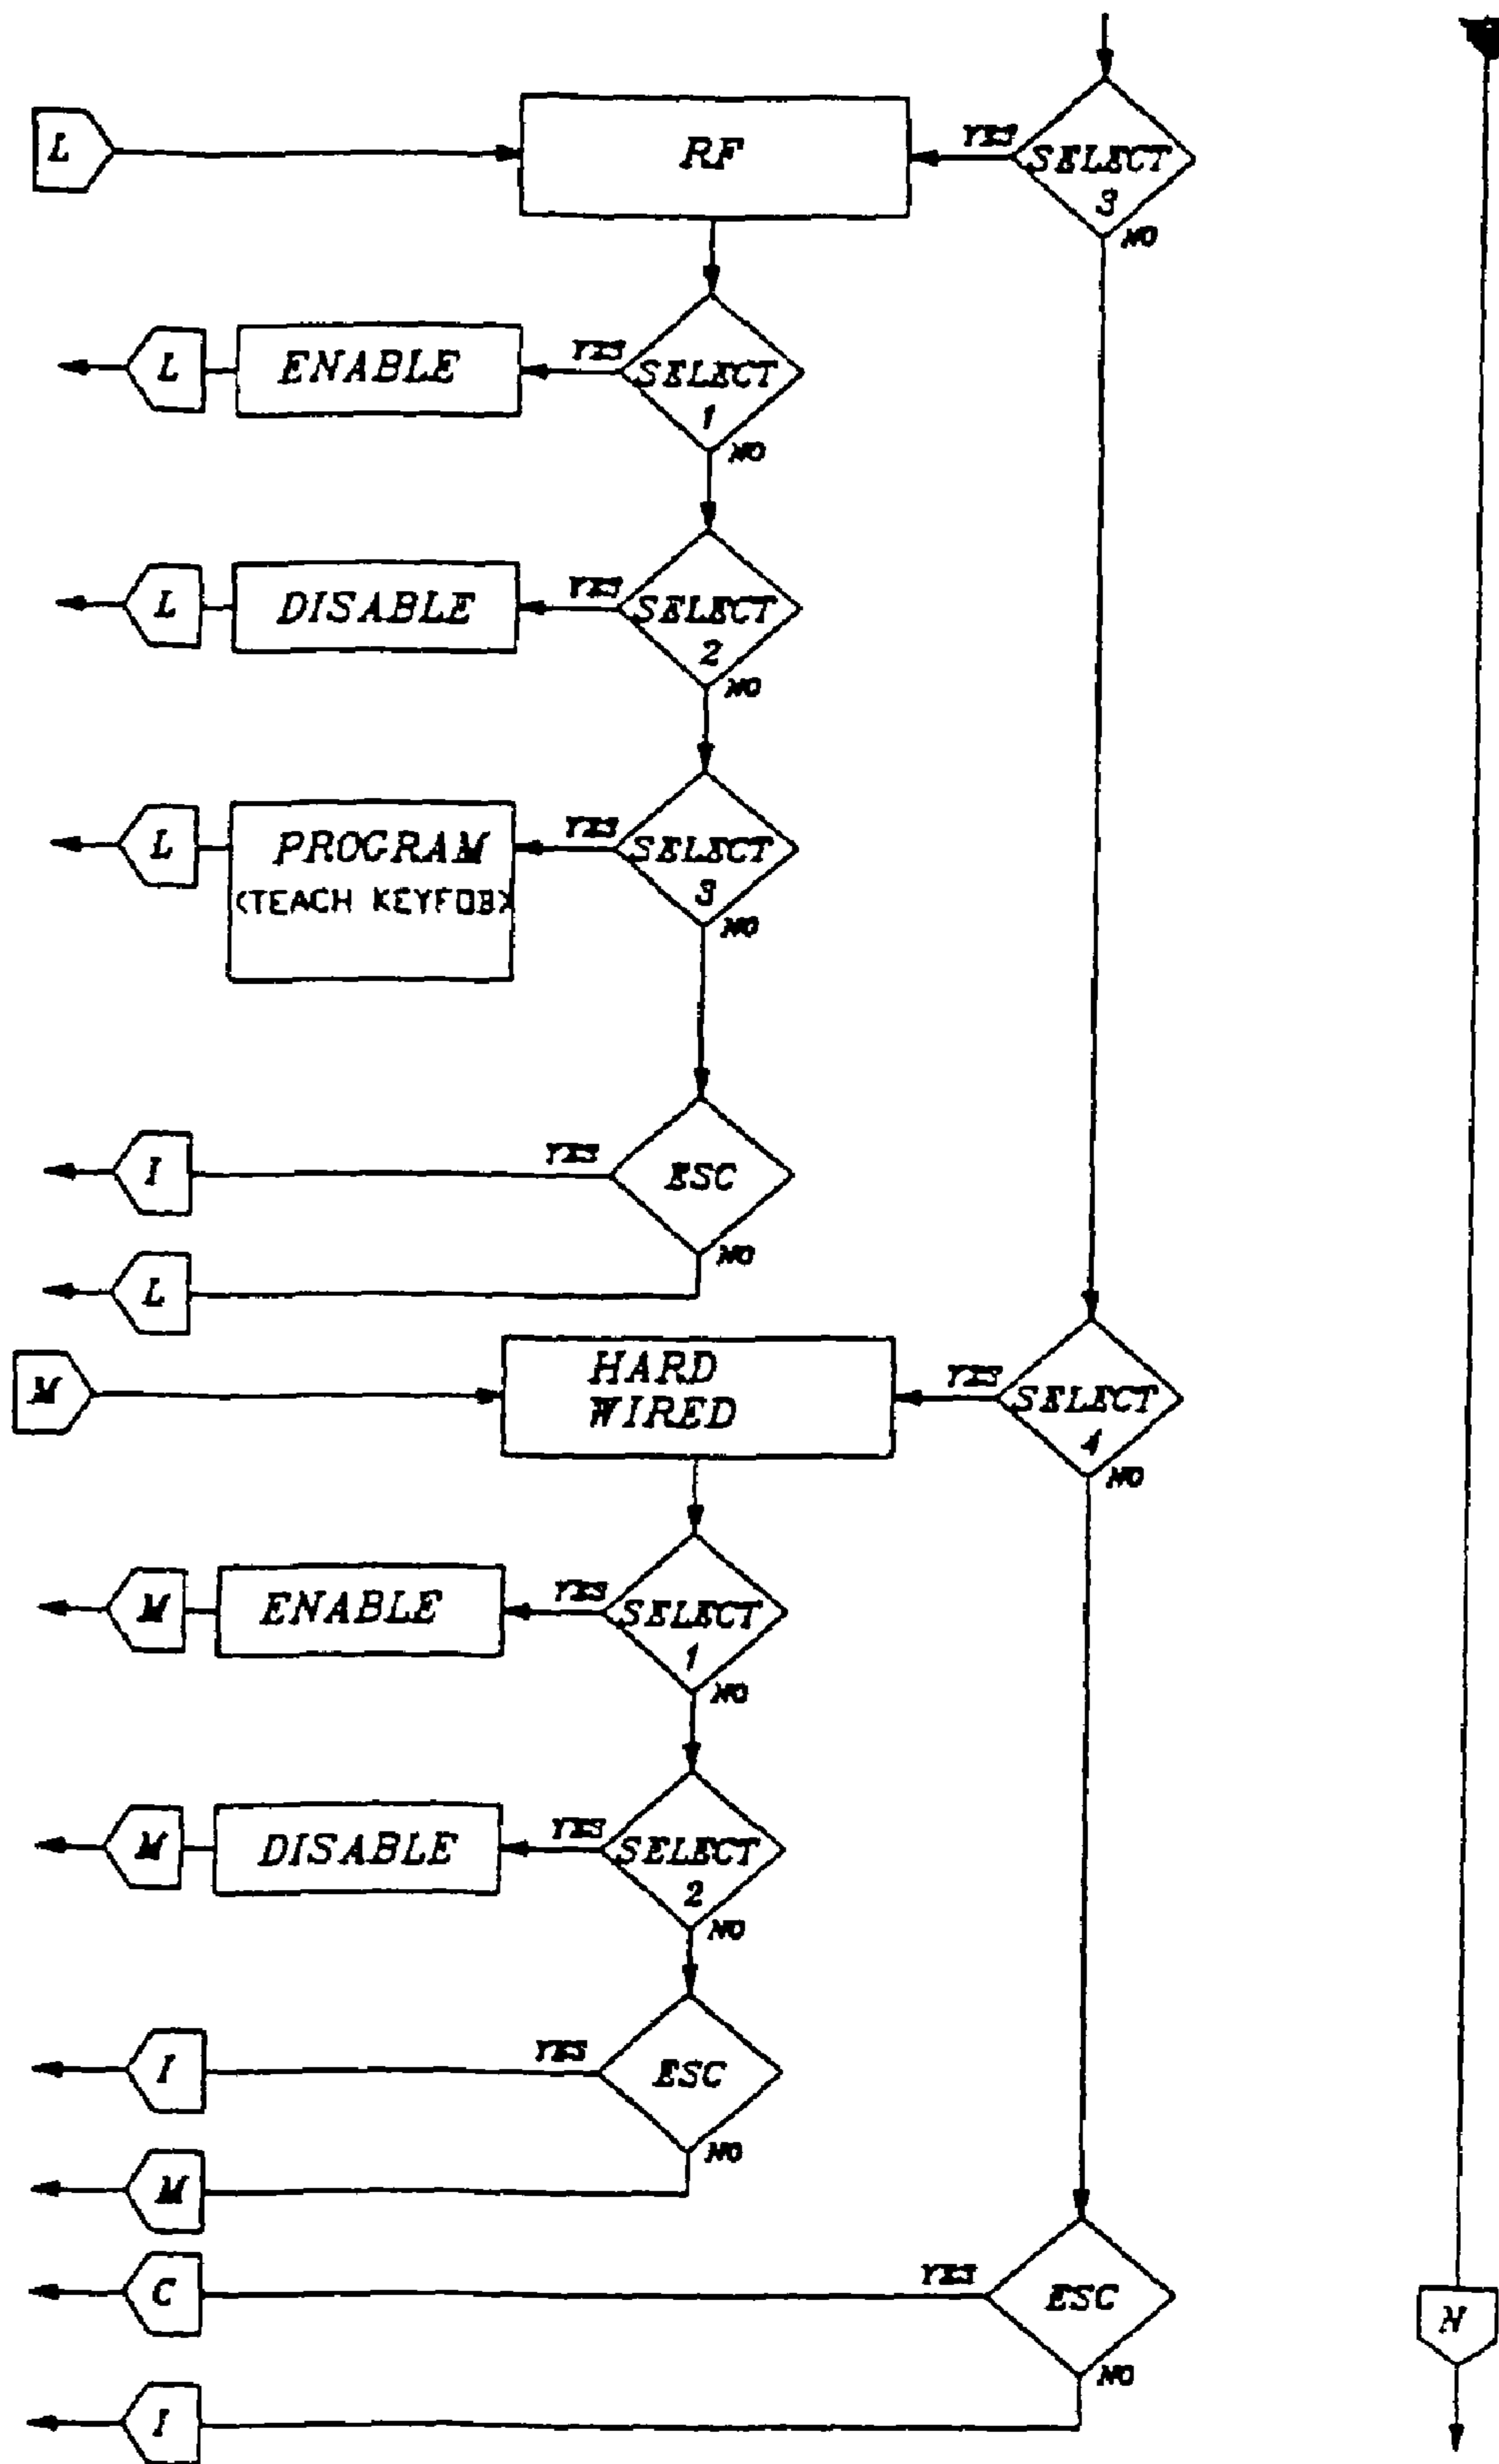 L
RF
YES
SELECT
3
NO
L
ENABLE
YES
SELECT
1
NO
L
DISABLE
YES
SELECT
2
NO
L
PROGRAM
(TEACH KEYFOB)
YES
SELECT
3
NO
I
YES
ESC
NO
L
M
HARD
WIRED
YES
SELECT
4
NO
M
ENABLE
YES
SELECT
1
NO
M
DISABLE
YES
SELECT
2
NO
I
YES
ESC
NO
M
C
YES
ESC
NO
I